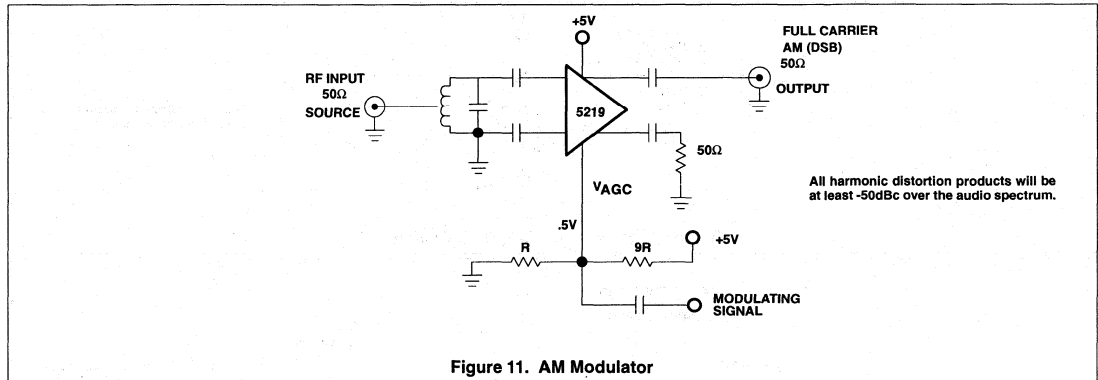 +5V
FULL CARRIER
AM (DSB)
50Ω
OUTPUT
RF INPUT
50Ω
SOURCE
5219
50Ω
All harmonic distortion products will be
at least -50dBc over the audio spectrum.
VAGC
.5V
R
9R
+5V
MODULATING
SIGNAL
Figure 11. AM Modulator